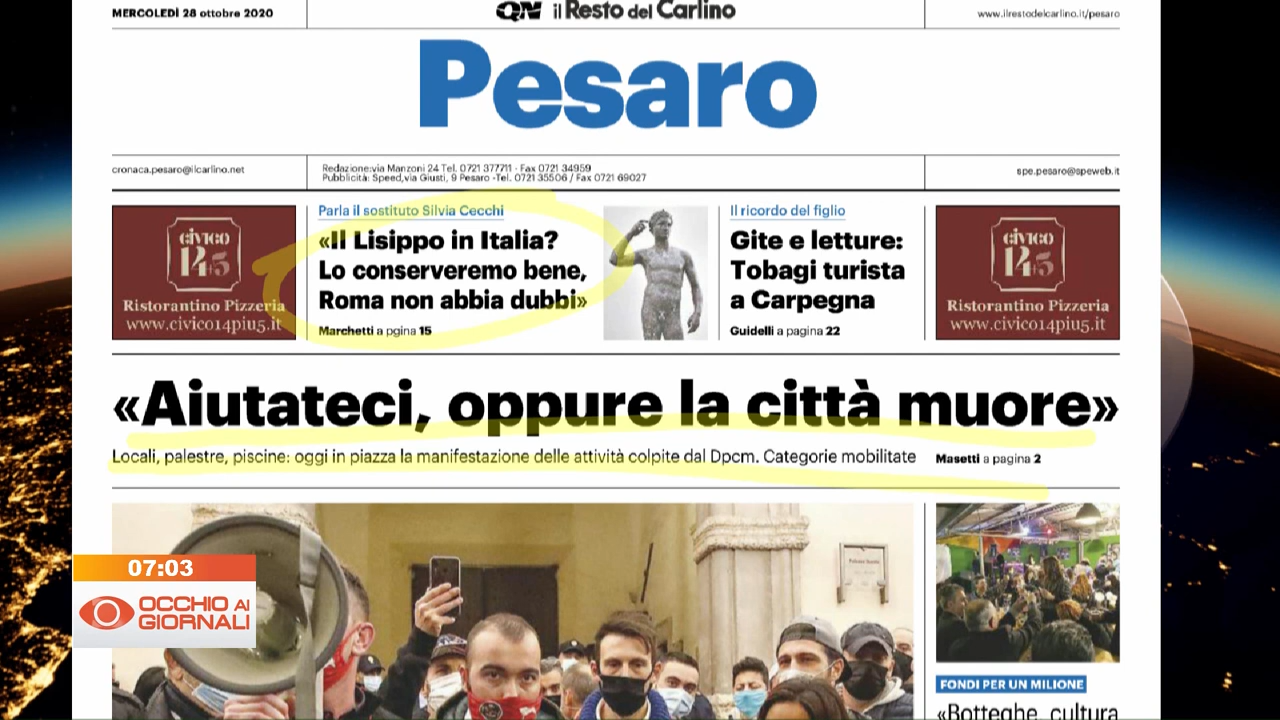 MERCOLEDÌ 28 ottobre 2020
QN il Resto del Carlino
www.ilrestodelcarlino.it/pesaro
Pesaro
cronaca.pesaro@ilcarlino.net
Redazione:via Manzoni 24 Tel. 0721 377711 - Fax 0721 34959
Pubblicità: Speed,via Giusti, 9 Pesaro -Tel. 0721 35506 / Fax 0721 69027
spe.pesaro@speweb.it
civico
14+5
Ristorantino Pizzeria
www.civico14piu5.it
Parla il sostituto Silvia Cecchi
«Il Lisippo in Italia?
Lo conserveremo bene,
Roma non abbia dubbi»
Marchetti a pgina 15
Il ricordo del figlio
Gite e letture:
Tobagi turista
a Carpegna
Guidelli a pagina 22
civico
14+5
Ristorantino Pizzeria
www.civico14piu5.it
«Aiutateci, oppure la città muore»
Locali, palestre, piscine: oggi in piazza la manifestazione delle attività colpite dal Dpcm. Categorie mobilitate
Masetti a pagina 2
07:03
OCCHIO AI
GIORNALI
FONDI PER UN MILIONE
«Botteghe, cultura